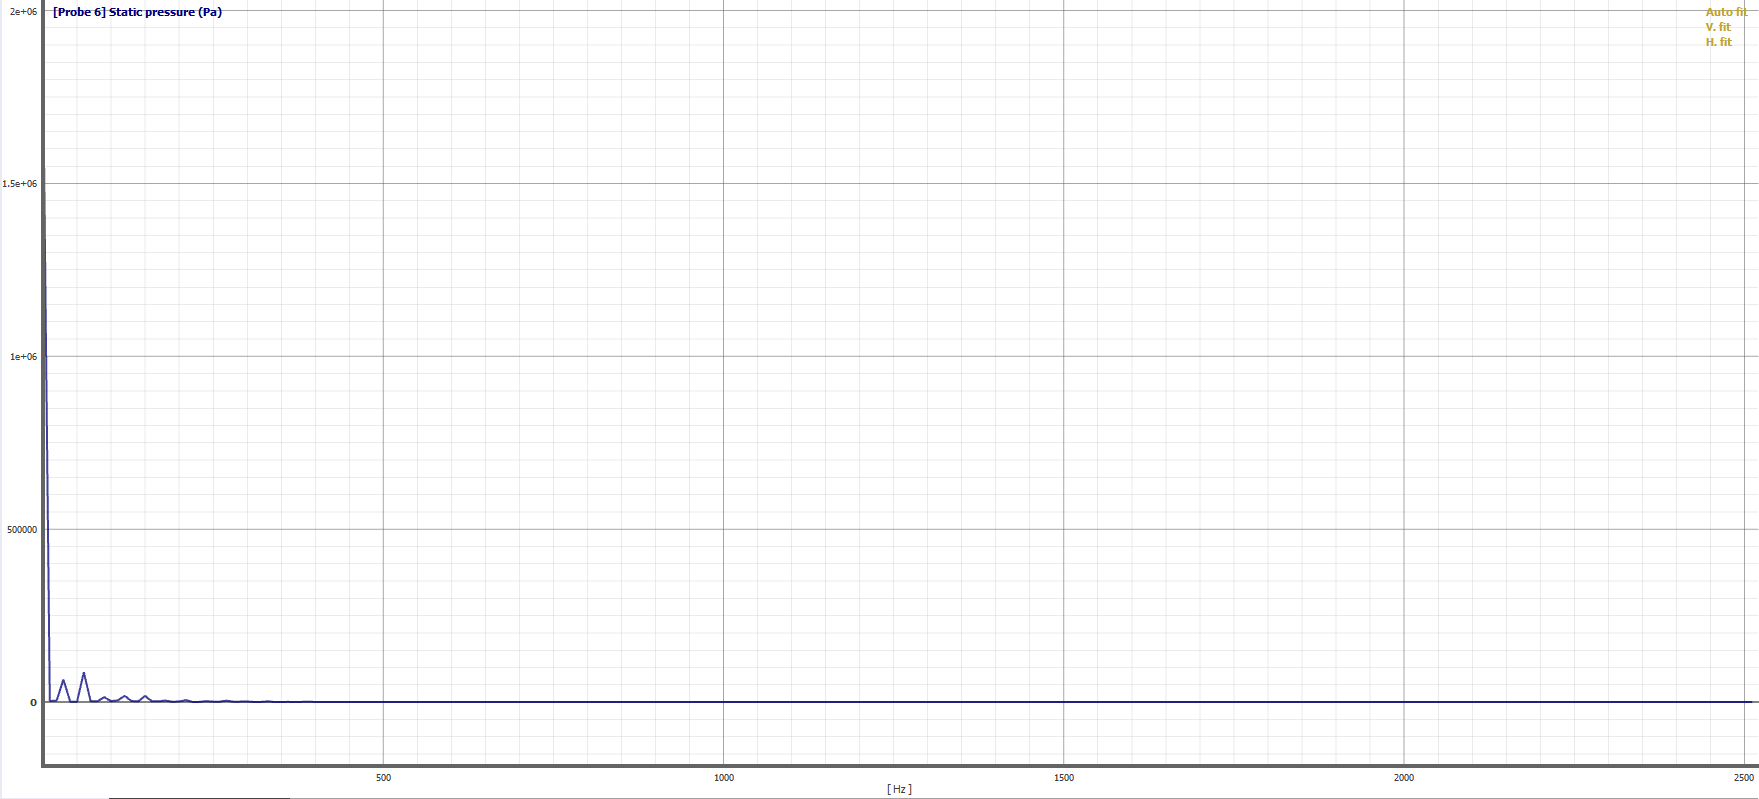 [Probe 6] Static pressure (Pa)
Auto fit
V. fit
H. fit
2e+06
1.5e+06
1e+06
500000
0
500
1000
1500
2000
2500
[ Hz ]